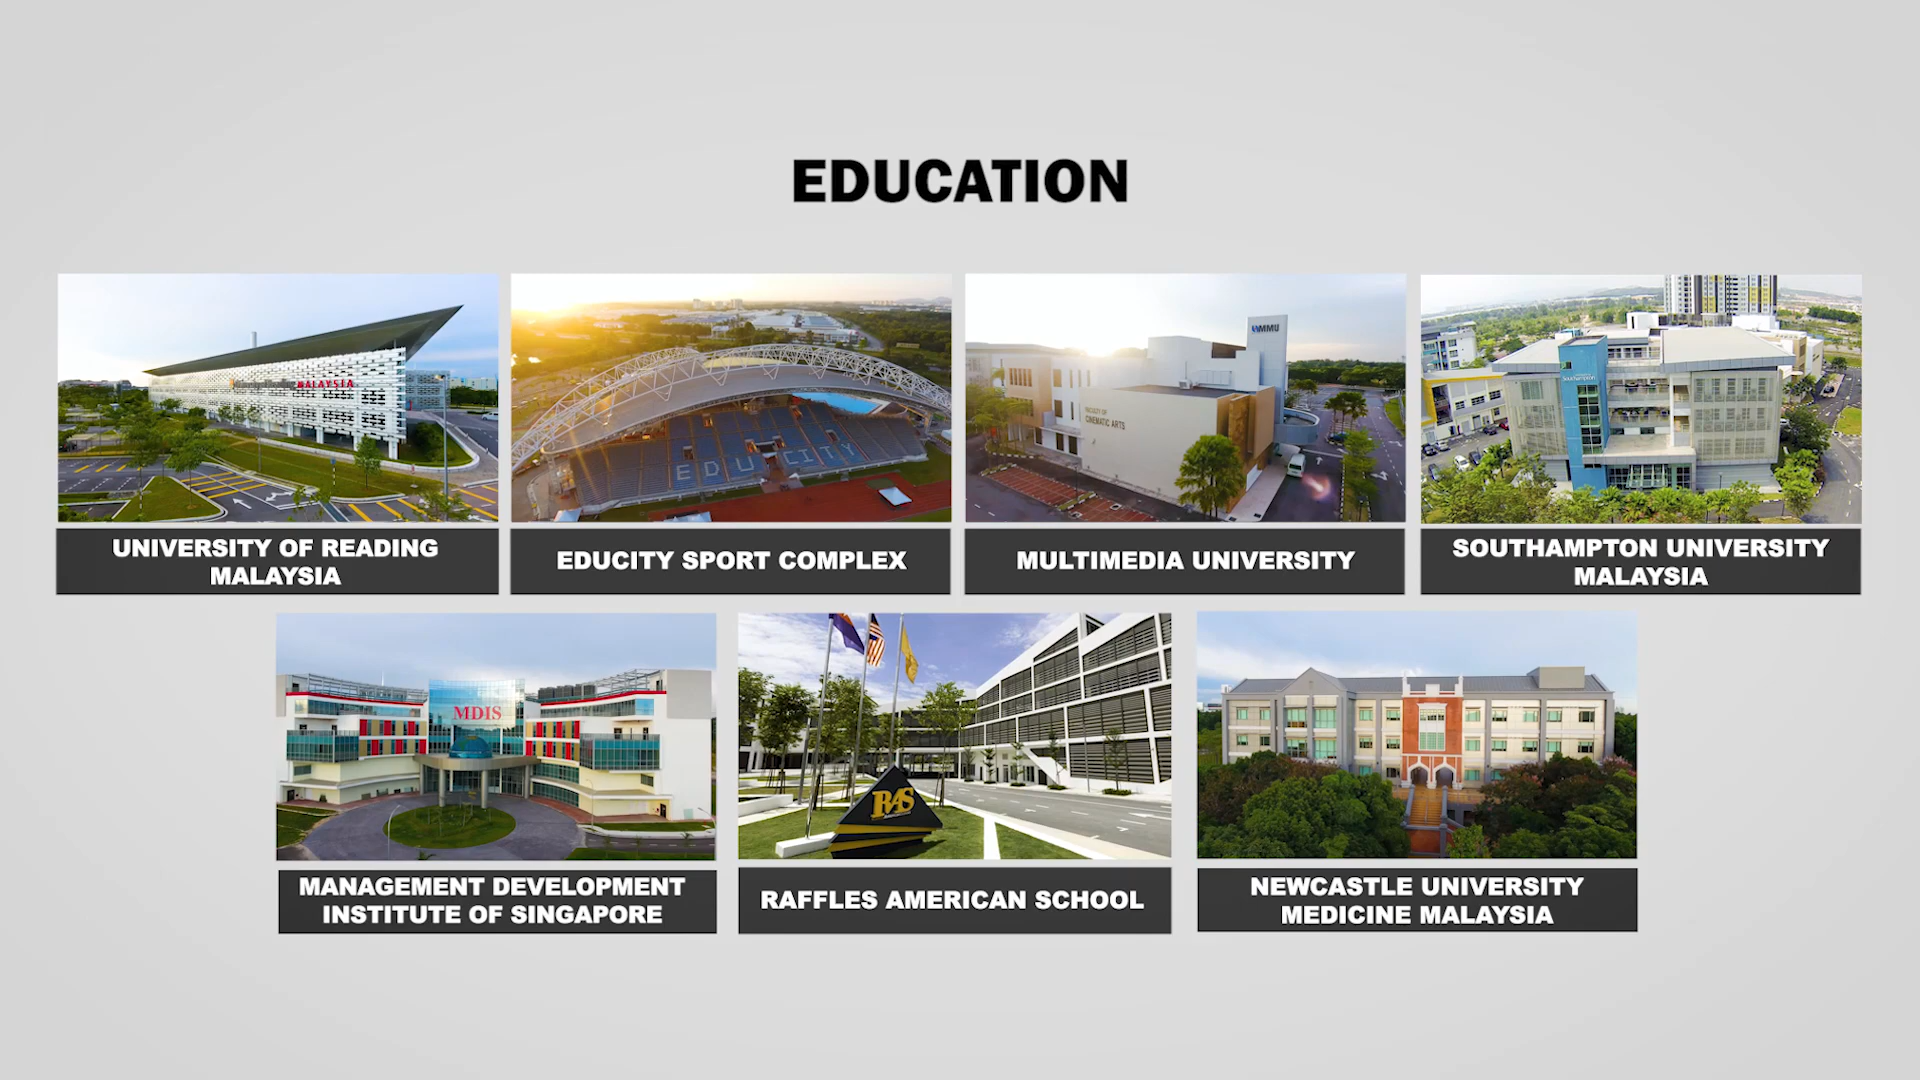 EDUCATION
MALAYSIA
EDUCITY
MMU
FACULTY OF
CINEMATIC ARTS
Southampton
UNIVERSITY OF READING
MALAYSIA
EDUCITY SPORT COMPLEX
MULTIMEDIA UNIVERSITY
SOUTHAMPTON UNIVERSITY
MALAYSIA
MDIS
RAS
MANAGEMENT DEVELOPMENT
INSTITUTE OF SINGAPORE
RAFFLES AMERICAN SCHOOL
NEWCASTLE UNIVERSITY
MEDICINE MALAYSIA